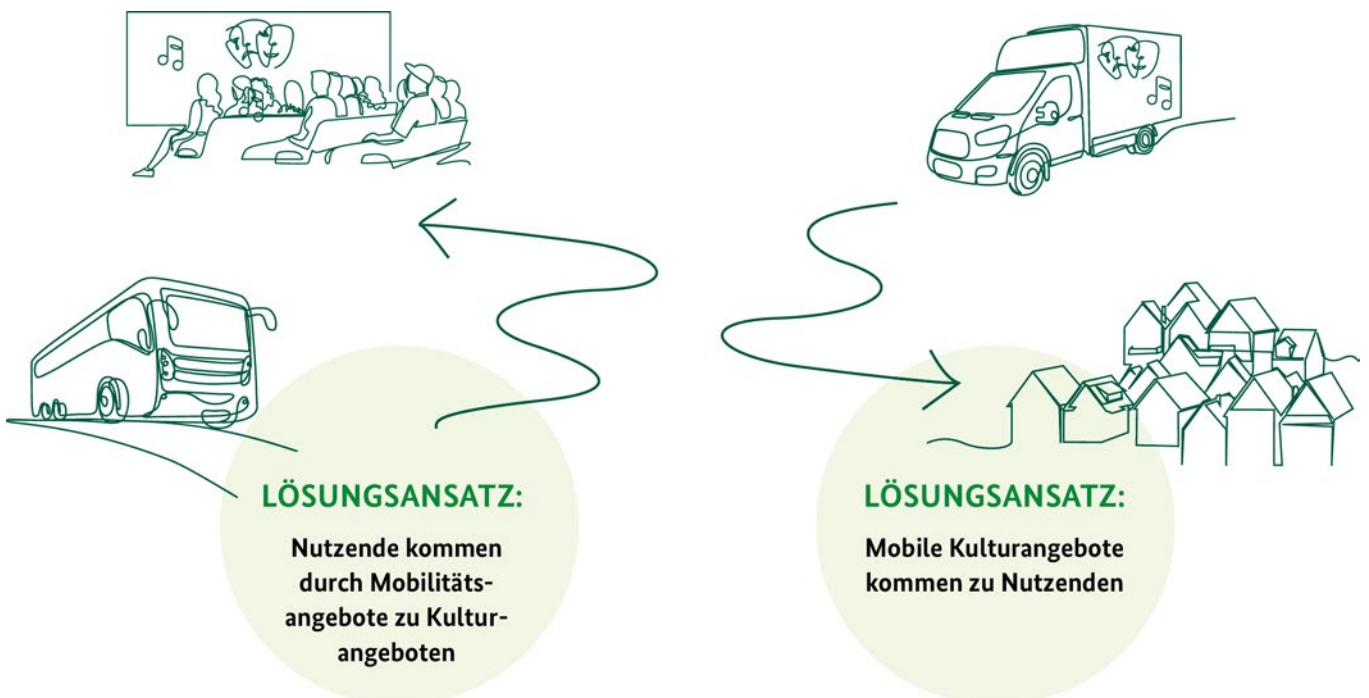 LÖSUNGSANSATZ:
Nutzende kommen
durch Mobilitäts-
angebote zu Kultur-
angeboten
LÖSUNGSANSATZ:
Mobile Kulturangebote
kommen zu Nutzenden